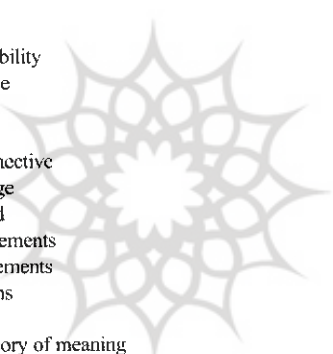 bility
e
nective
ge
d
ements
ements
ns
ory of meaning